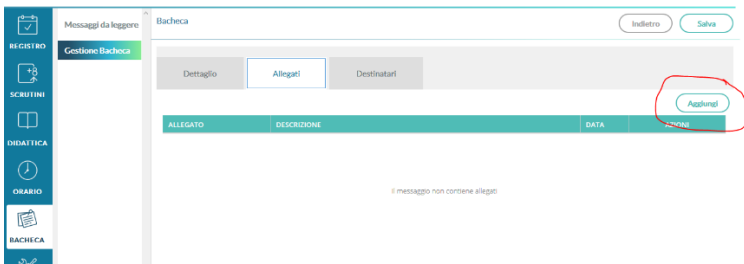 REGISTRO
+8
SCRUTINI
DIDATTICA
ORARIO
BACHECA
Messaggi da leggere
Gestione Bacheca
Bacheca
Indietro
Salva
Dettaglio
Allegati
Destinatari
Aggiungi
ALLEGATO
DESCRIZIONE
DATA
AZIONI
Il messaggio non contiene allegati